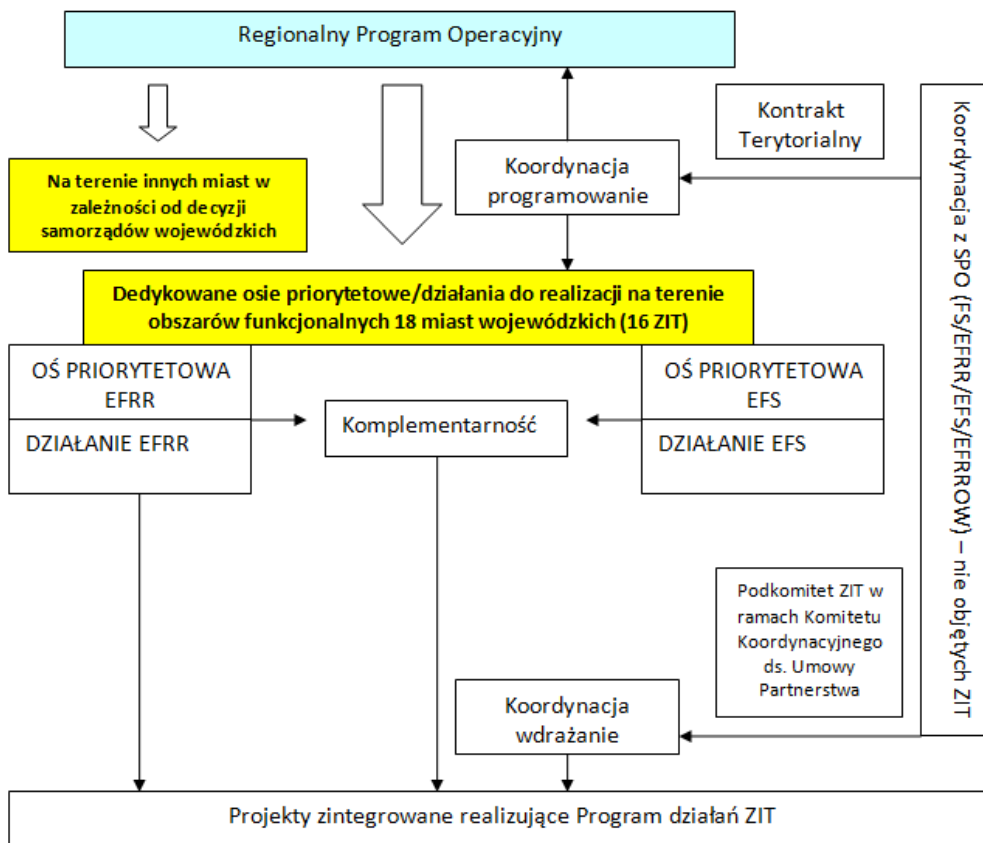 Regionalny Program Operacyjny
Kontrakt
Terytorialny
Koordynacja
programowanie
Na terenie innych miast w
zależności od decyzji
samorządów wojewódzkich
Dedykowane osie priorytetowe/działania do realizacji na terenie
obszarów funkcjonalnych 18 miast wojewódzkich (16 ZIT)
OŚ PRIORYTETOWA
EFRR
DZIAŁANIE EFRR
Komplementarność
OŚ PRIORYTETOWA
EFS
DZIAŁANIE EFS
Koordynacja z SPO (FS/EFRR/EFS/EFRROW) – nie objętych ZIT
Podkomitet ZIT w
ramach Komitetu
Koordynacyjnego
ds. Umowy
Partnerstwa
Koordynacja
wdrażanie
Projekty zintegrowane realizujące Program działań ZIT